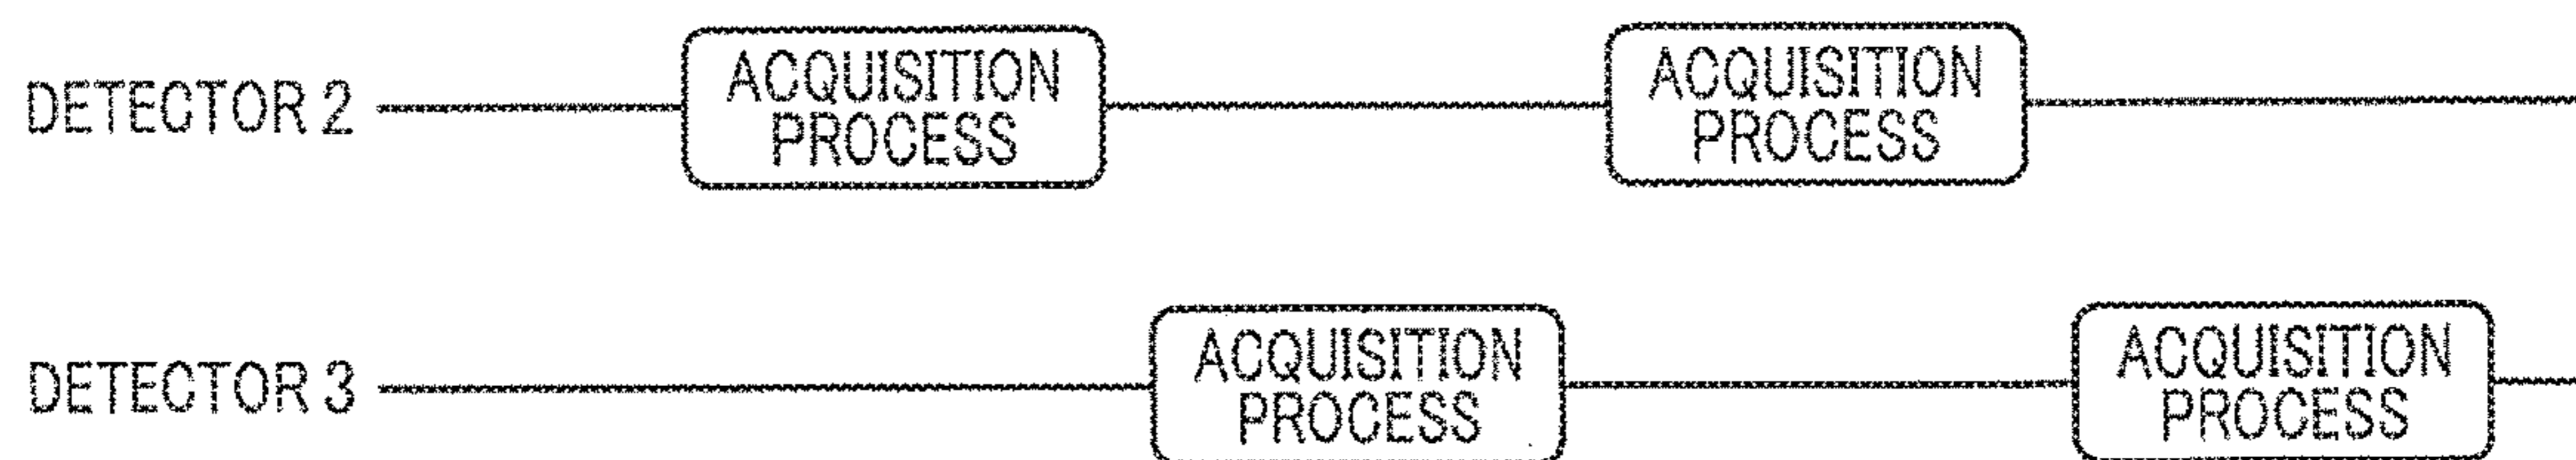 DETECTOR 2
ACQUISITION
PROCESS
ACQUISITION
PROCESS
DETECTOR 3
ACQUISITION
PROCESS
ACQUISITION
PROCESS